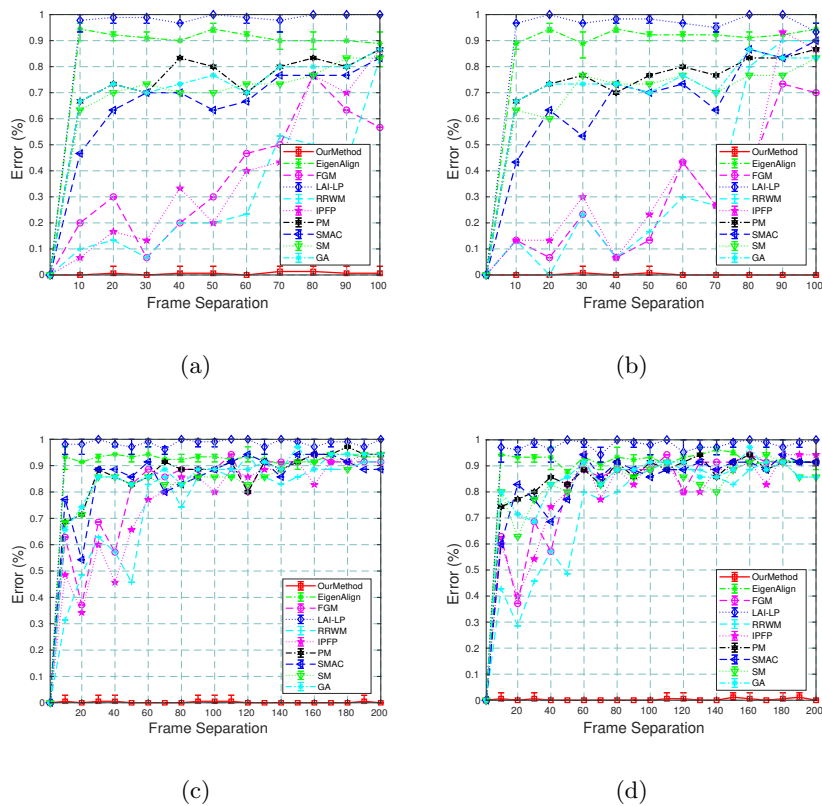 1
0.9
0.8
0.7
0.6
0.5
0.4
0.3
0.2
0.1
0
Error (%)
10 20 30 40 50 60 70 80 90 100
Frame Separation
OurMethod
EigenAlign
FGM
LAI-LP
RRWM
IPFP
PM
SMAC
SM
GA
(a)
1
0.9
0.8
0.7
0.6
0.5
0.4
0.3
0.2
0.1
0
Error (%)
10 20 30 40 50 60 70 80 90 100
Frame Separation
OurMethod
EigenAlign
FGM
LAI-LP
RRWM
IPFP
PM
SMAC
SM
GA
(b)
1
0.9
0.8
0.7
0.6
0.5
0.4
0.3
0.2
0.1
0
Error (%)
20 40 60 80 100 120 140 160 180 200
Frame Separation
OurMethod
EigenAlign
FGM
LAI-LP
RRWM
IPFP
PM
SMAC
SM
GA
(c)
1
0.9
0.8
0.7
0.6
0.5
0.4
0.3
0.2
0.1
0
Error (%)
20 40 60 80 100 120 140 160 180 200
Frame Separation
OurMethod
EigenAlign
FGM
LAI-LP
RRWM
IPFP
PM
SMAC
SM
GA
(d)